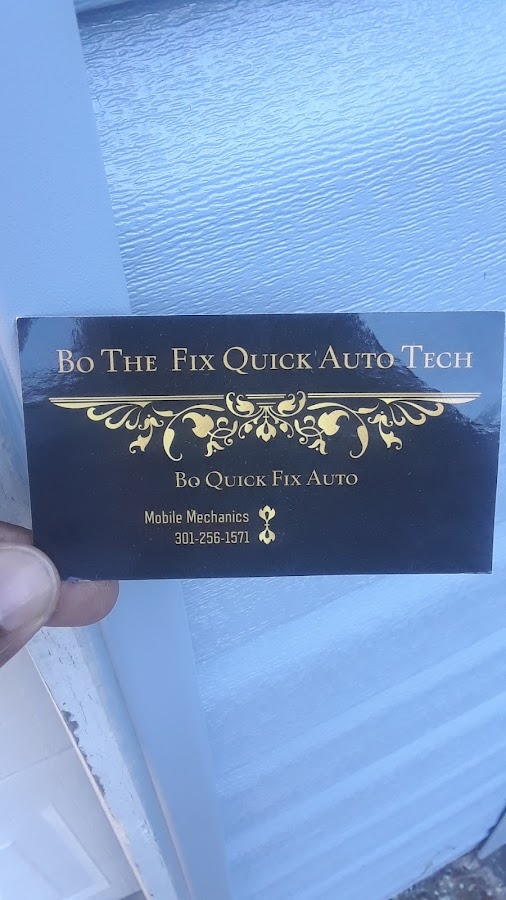 Bo The Fix Quick Auto Tech
Bo Quick Fix Auto
Mobile Mechanics
301-256-1571